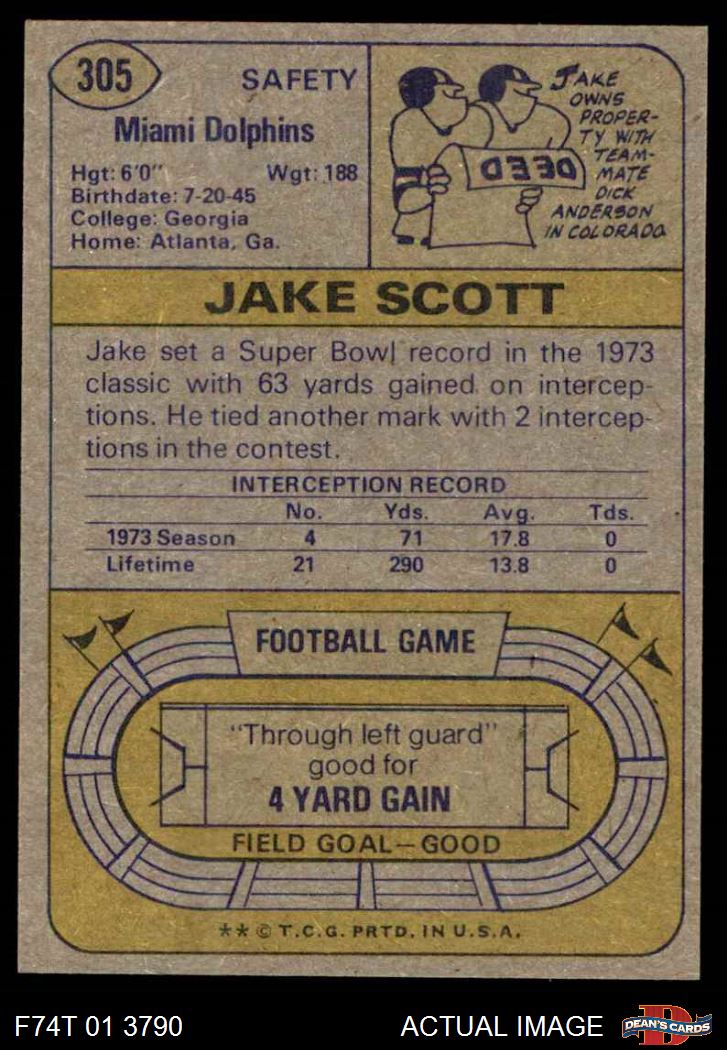 305
SAFETY
Miami Dolphins
Hgt: 6'0" Wgt: 188
Birthdate: 7-20-45
College: Georgia
Home: Atlanta, Ga.
JAKE
OWNS
PROPER-
TY WITH
TEAM-
MATE
DICK
ANDERSON
IN COLORADO
DEED
JAKE SCOTT
Jake set a Super Bowl record in the 1973
classic with 63 yards gained on intercep-
tions. He tied another mark with 2 intercep-
tions in the contest.
INTERCEPTION RECORD
No. Yds. Avg. Tds.
1973 Season 4 71 17.8 0
Lifetime 21 290 13.8 0
FOOTBALL GAME
"Through left guard"
good for
4 YARD GAIN
FIELD GOAL—GOOD
** © T.C.G. PRTD. IN U.S.A.
F74T 01 3790 ACTUAL IMAGE
D
DEAN'S CARDS